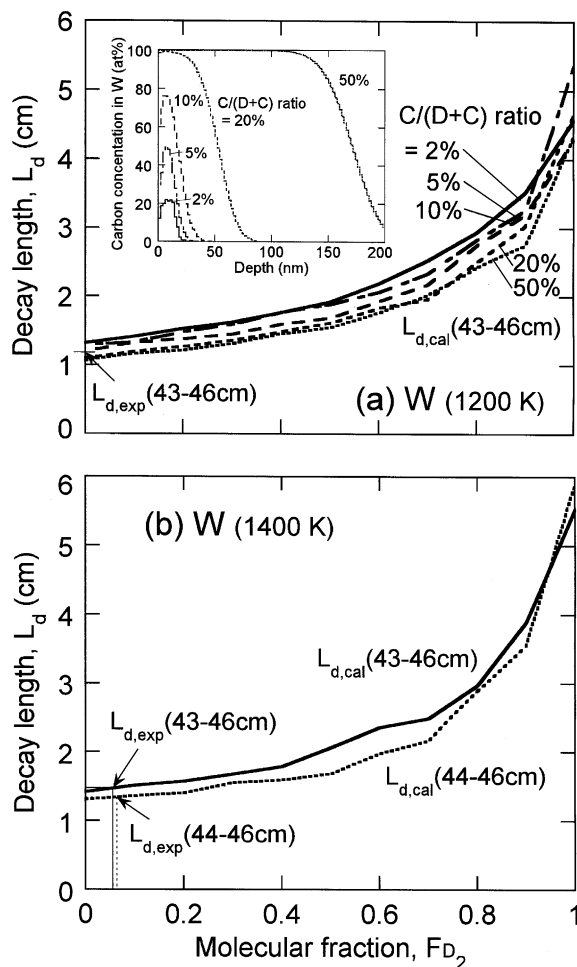 6
5
4
3
2
1
0
Decay length, L_d (cm)
100
80
60
40
20
0
Carbon concentration in W (at%)
0
50
100
150
200
Depth (nm)
10%
5%
2%
C/(D+C) ratio
= 20%
50%
C/(D+C) ratio
= 2%
5%
10%
20%
50%
L_d,cal(43-46cm)
L_d,exp(43-46cm)
(a) W (1200 K)
6
5
4
3
2
1
0
Decay length, L_d (cm)
(b) W (1400 K)
L_d,cal(43-46cm)
L_d,exp(43-46cm)
L_d,cal(44-46cm)
L_d,exp(44-46cm)
0
0.2
0.4
0.6
0.8
1
Molecular fraction, F_D2